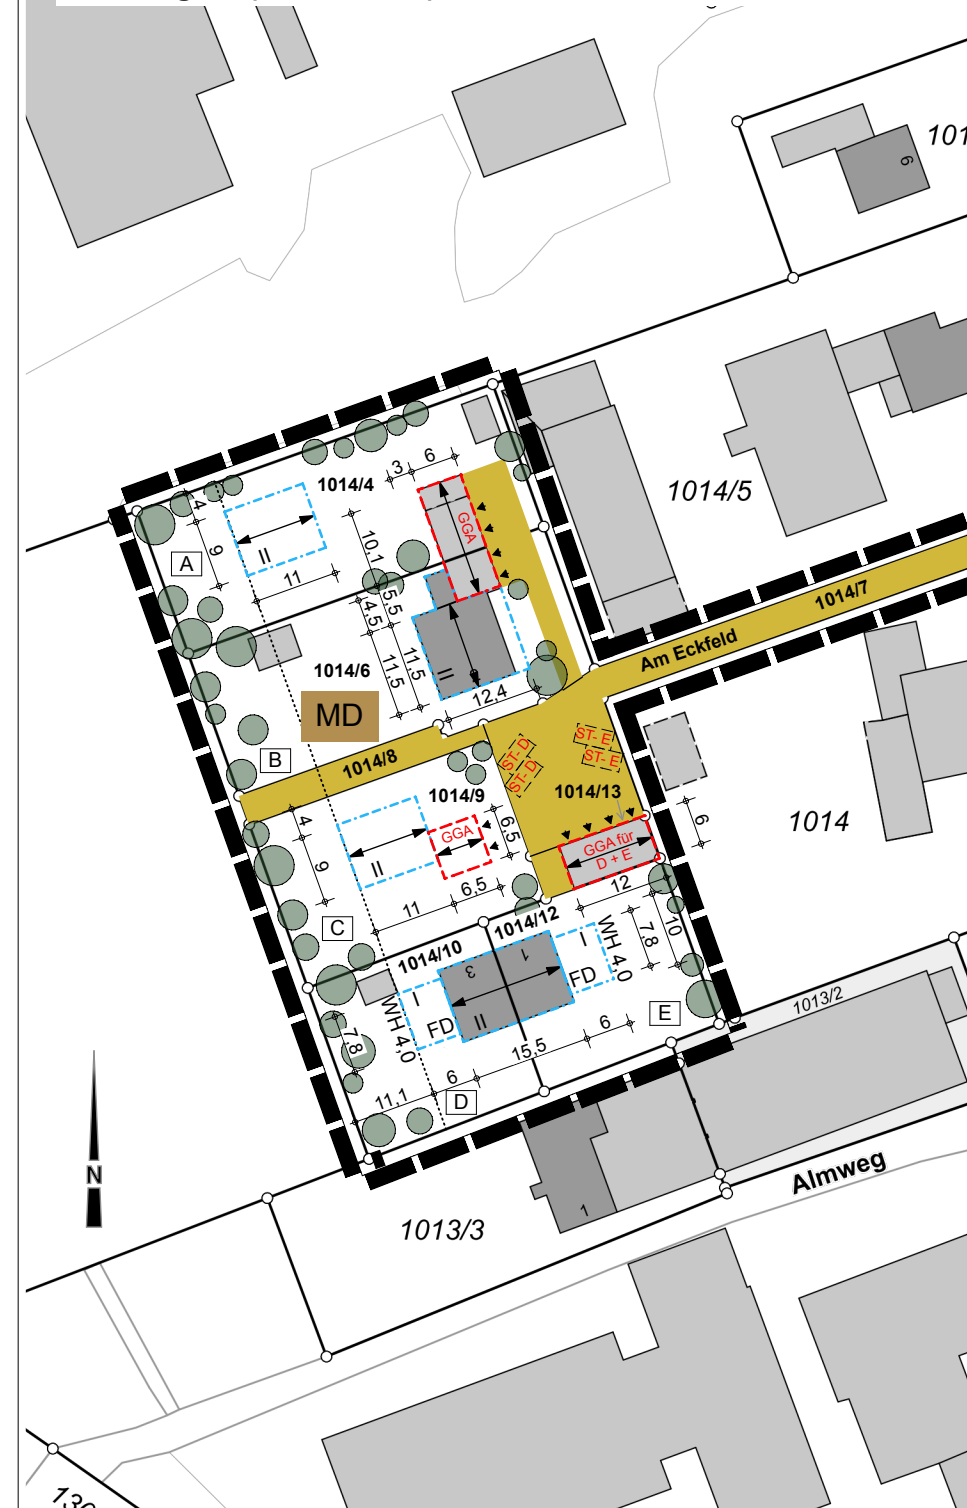 6
1014/5
1014/4
3
6
4
9
A
II
11
10,1
GGA
5,5
4,5
11,5
11,5
II
12,4
1014/6
MD
Am Eckfeld
1014/7
B
1014/8
ST- D
ST- D
ST- E
ST- E
1014/9
1014/13
1014
4
9
II
GGA
6,5
GGA für
D + E
6
C
11
6,5
12
1014/10
1014/12
7,8
10
WH 4,0
I
FD
3
1
II
I
FD
WH 4,0
7,8
E
6
15,5
6
11,1
D
1013/2
N
Almweg
1
1013/3